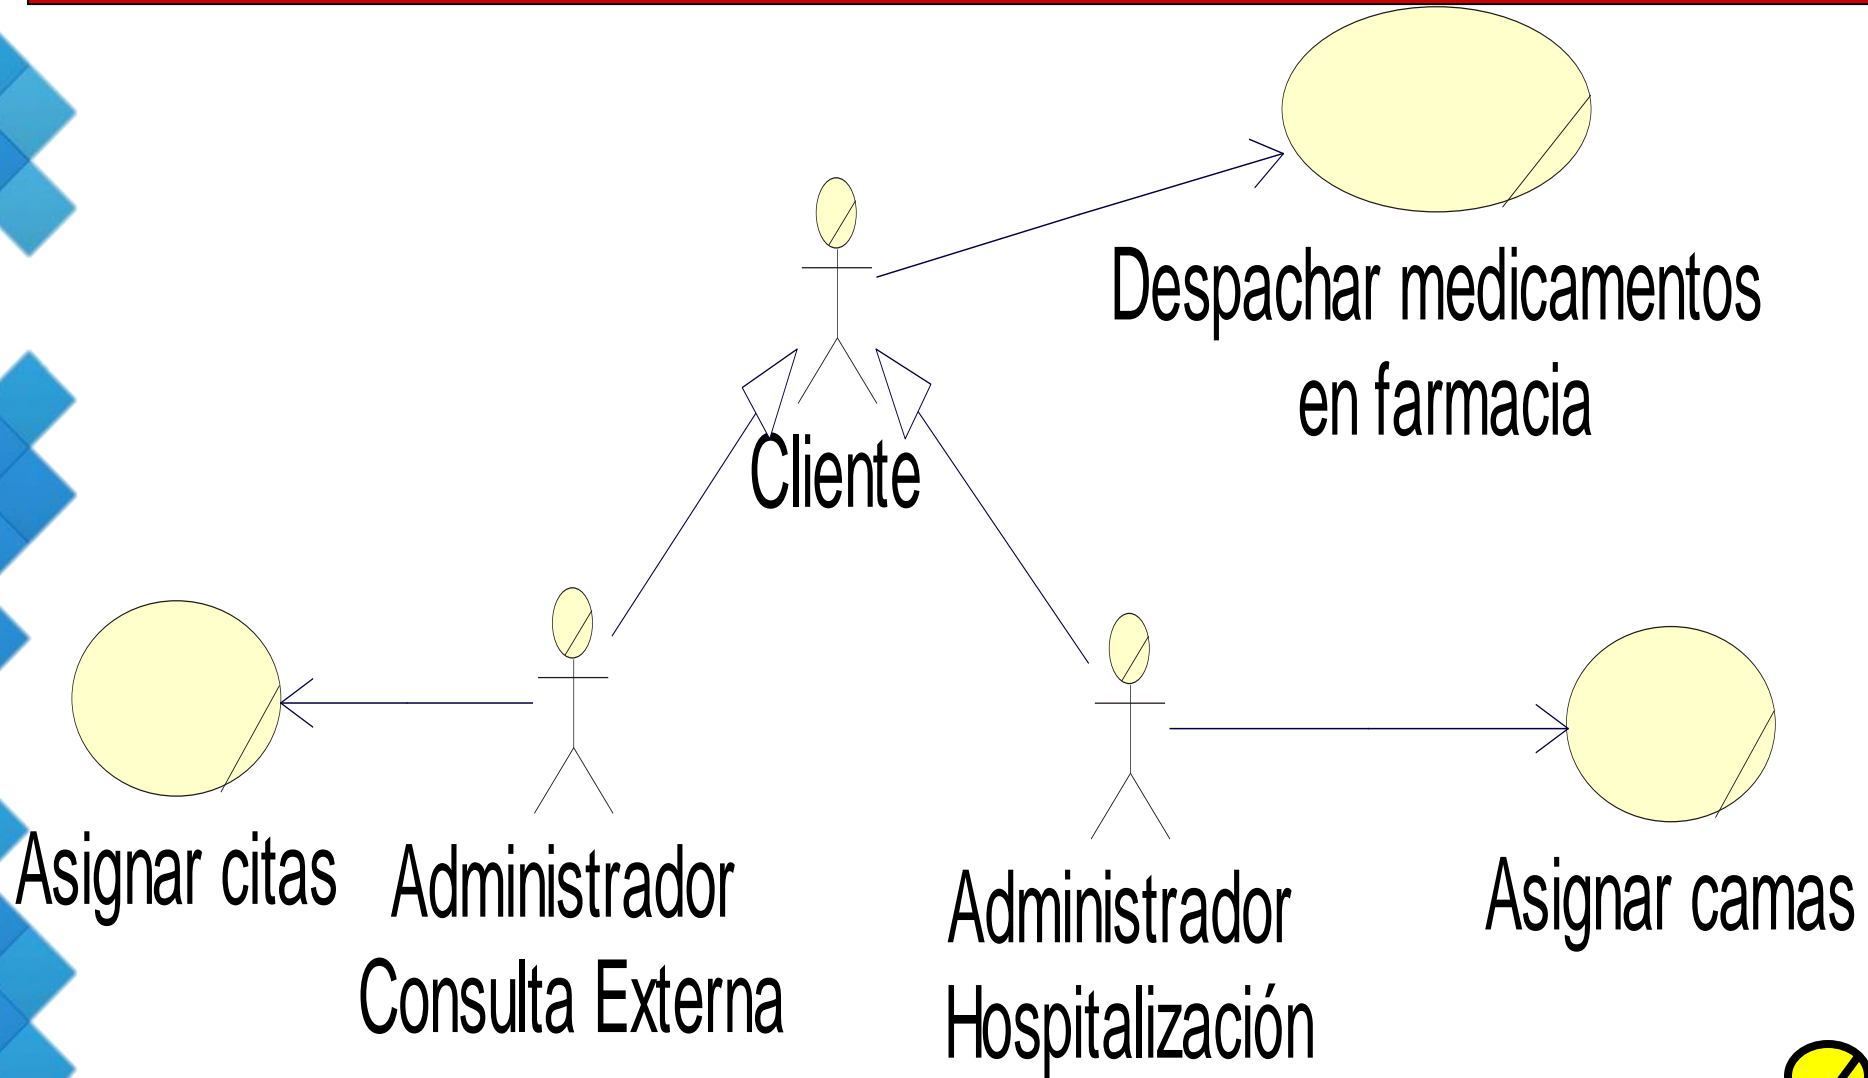 Despachar medicamentos
en farmacia
Cliente
Asignar citas
Administrador
Consulta Externa
Administrador
Hospitalización
Asignar camas